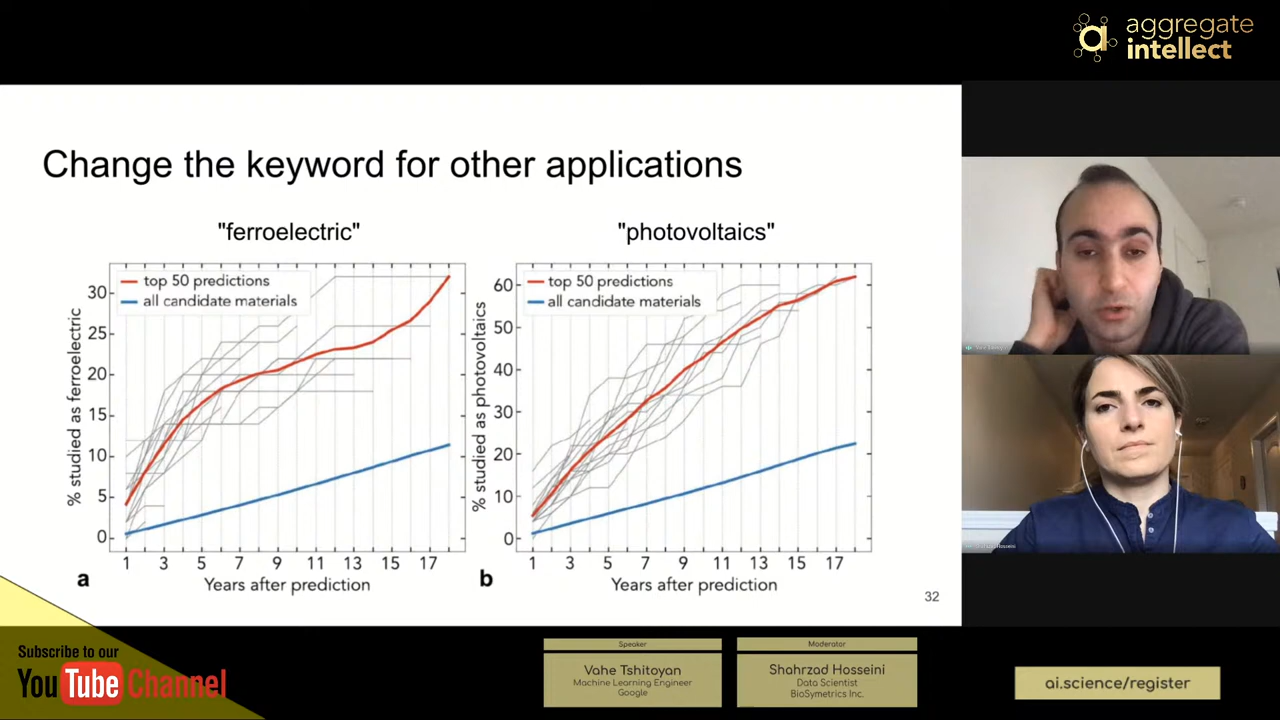 aggregate
intellect
Change the keyword for other applications
"ferroelectric"
"photovoltaics"
top 50 predictions
all candidate materials
% studied as ferroelectric
30
25
20
15
10
5
0
1 3 5 7 9 11 13 15 17
Years after prediction
a
top 50 predictions
all candidate materials
% studied as photovoltaics
60
50
40
30
20
10
0
1 3 5 7 9 11 13 15 17
Years after prediction
b
32
Subscribe to our
YouTube Channel
Speaker
Vahe Tshitoyan
Machine Learning Engineer
Google
Moderator
Shahrzad Hosseini
Data Scientist
BioSymetrics Inc.
ai.science/register